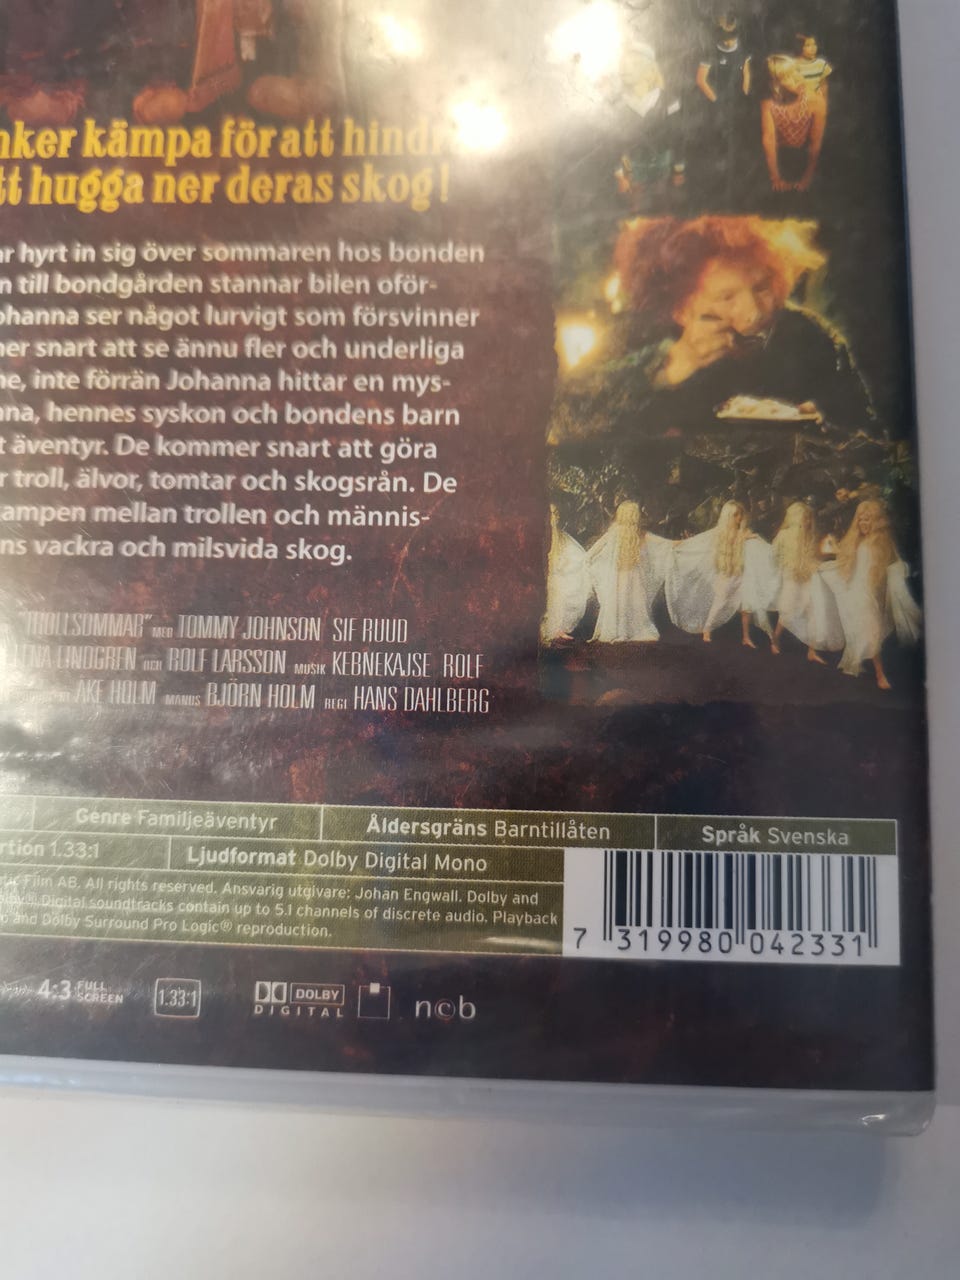 nker kämpa för att hind
tt hugga ner deras skog!
ar hyrt in sig över sommaren hos bonden
n till bondgården stannar bilen oför-
ohanna ser något lurvigt som försvinner
ner snart att se ännu fler och underliga
ne, inte förrän Johanna hittar en mys-
nna, hennes syskon och bondens barn
t äventyr. De kommer snart att göra
r troll, älvor, tomtar och skogsrån. De
ampen mellan trollen och männis-
ns vackra och milsvida skog.
"TROLLSOMMAR" MED TOMMY JOHNSON SIF RUUD
LENA LINDGREN OCH ROLF LARSSON MUSIK KEBNEKAJSE ROLF
ÅKE HOLM MANUS BJÖRN HOLM REGI HANS DAHLBERG
Genre Familjeäventyr Åldersgräns Barntillåten Språk Svenska
rtion 1.33:1 Ljudformat Dolby Digital Mono
Film AB. All rights reserved. Ansvarig utgivare: Johan Engwall. Dolby and
Digital soundtracks contain up to 5.1 channels of discrete audio. Playback
and Dolby Surround Pro Logic® reproduction.
7 319980 042331
4:3 FULL SCREEN 1.33:1 DOLBY DIGITAL ncb